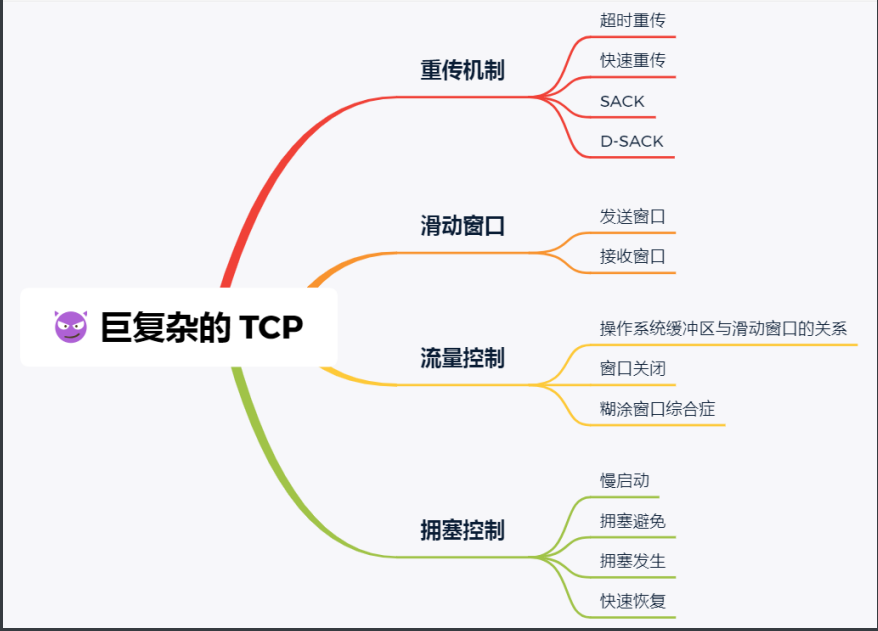 巨复杂的 TCP
重传机制
超时重传
快速重传
SACK
D-SACK
滑动窗口
发送窗口
接收窗口
流量控制
操作系统缓冲区与滑动窗口的关系
窗口关闭
糊涂窗口综合症
拥塞控制
慢启动
拥塞避免
拥塞发生
快速恢复